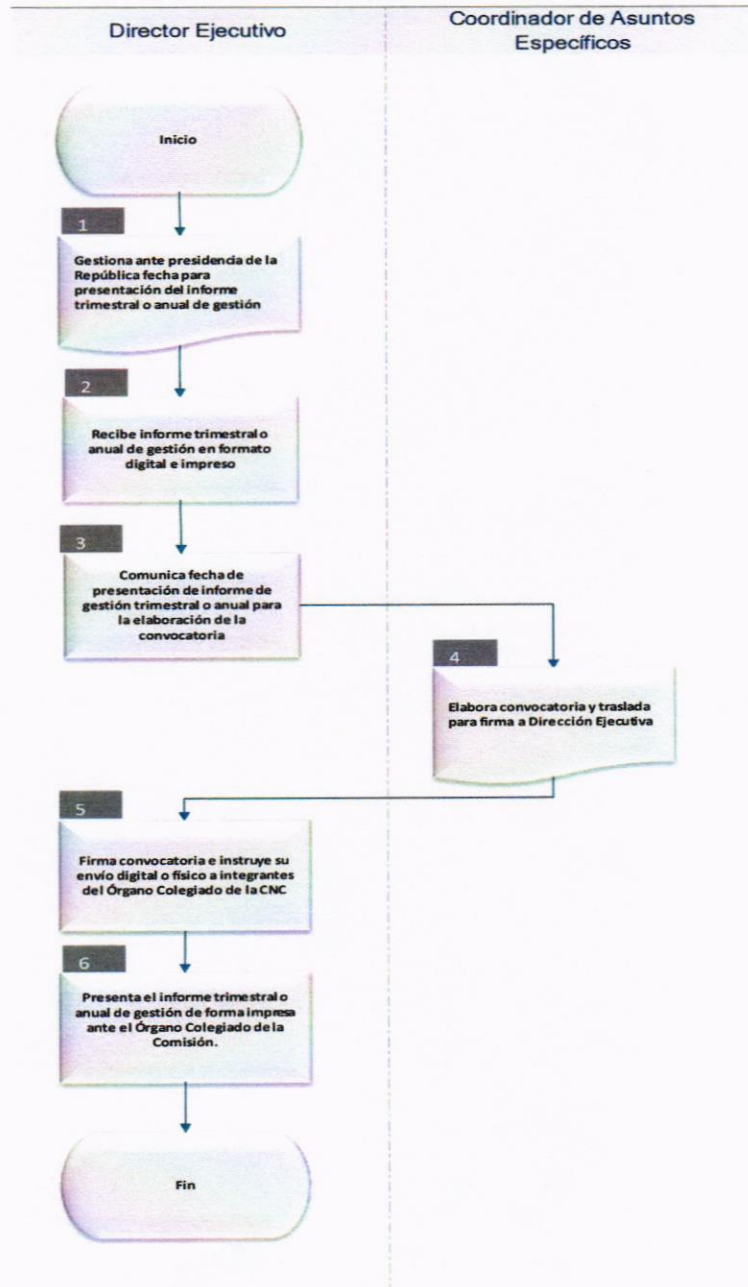 Director Ejecutivo
Coordinador de Asuntos
Específicos
Inicio
1
Gestiona ante presidencia de la
República fecha para
presentación del informe
trimestral o anual de gestión
2
Recibe informe trimestral o
anual de gestión en formato
digital e impreso
3
Comunica fecha de
presentación de informe de
gestión trimestral o anual para
la elaboración de la
convocatoria
4
Elabora convocatoria y traslada
para firma a Dirección Ejecutiva
5
Firma convocatoria e instruye su
envío digital o físico a integrantes
del Órgano Colegiado de la CNC
6
Presenta el informe trimestral o
anual de gestión de forma impresa
ante el Órgano Colegiado de la
Comisión.
Fin